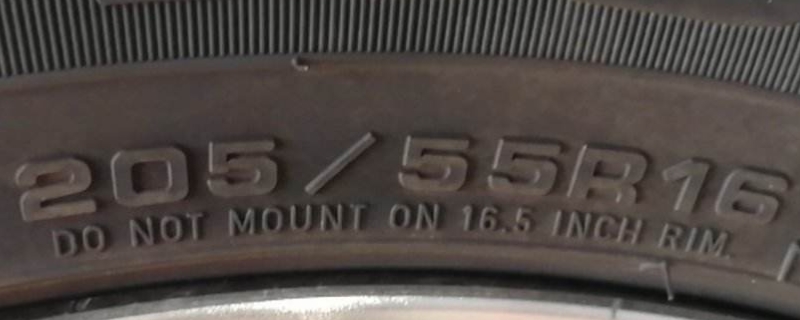 205/55R16
DO NOT MOUNT ON 16.5 INCH RIM.